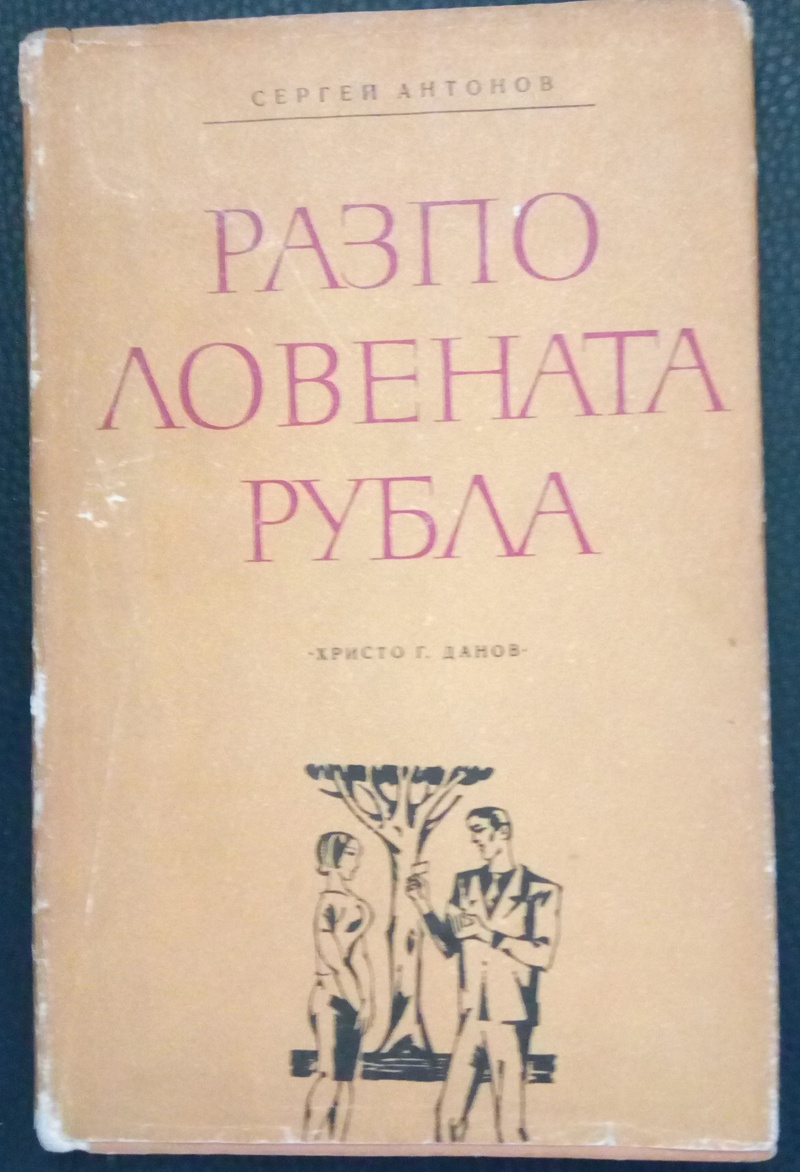 СЕРГЕЙ АНТОНОВ
РАЗПО
ЛОВЕНАТА
РУБЛА
-ХРИСТО Г. ДАНОВ-